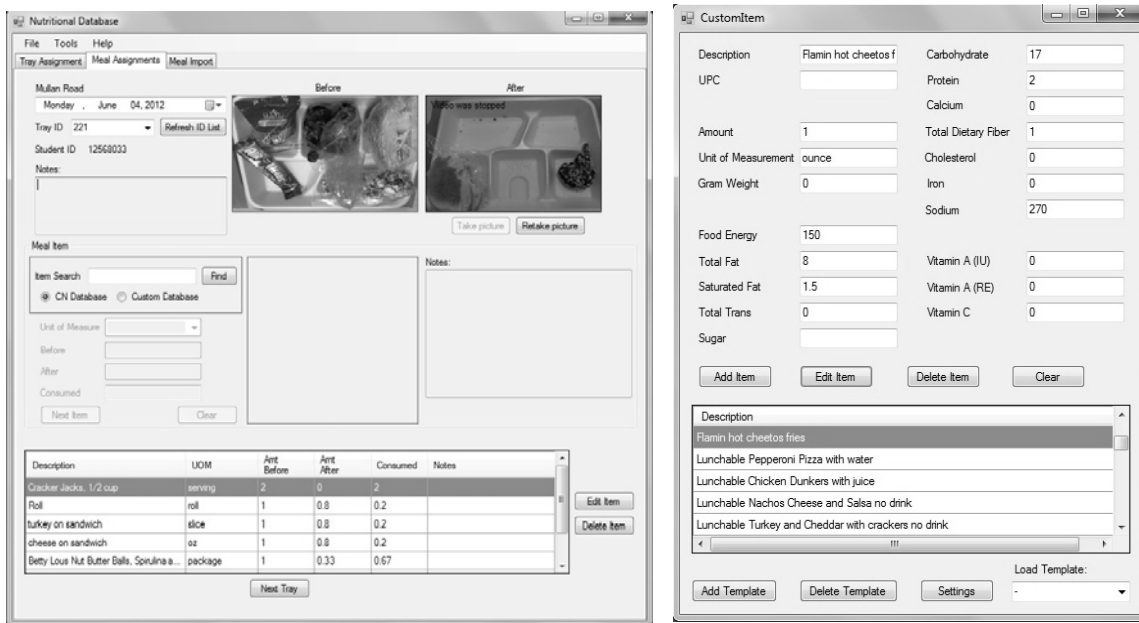 Nutritional Database
File Tools Help
Tray Assignment Meal Assignments Meal Import
Mullan Road
Monday , June 04, 2012
Tray ID 221 Refresh ID List
Student ID 12568033
Notes:
Before
After
Video was stopped
Take picture Retake picture
Meal Item
Item Search Find
CN Database Custom Database
Unit of Measure
Before
After
Consumed
Next Item Clear
Notes:
Description UOM Amt Before Amt After Consumed Notes
Cracker Jacks, 1/2 cup serving 2 0 2
Roll roll 1 0.8 0.2
turkey on sandwich slice 1 0.8 0.2
cheese on sandwich oz 1 0.8 0.2
Betty Lous Nut Butter Balls, Spirulina a... package 1 0.33 0.67
Edit Item
Delete Item
Next Tray
CustomItem
Description Flamin hot cheetos f Carbohydrate 17
UPC Protein 2
Calcium 0
Amount 1 Total Dietary Fiber 1
Unit of Measurement ounce Cholesterol 0
Gram Weight 0 Iron 0
Sodium 270
Food Energy 150
Total Fat 8 Vitamin A (IU) 0
Saturated Fat 1.5 Vitamin A (RE) 0
Total Trans 0 Vitamin C 0
Sugar
Add Item Edit Item Delete Item Clear
Description
Flamin hot cheetos fries
Lunchable Pepperoni Pizza with water
Lunchable Chicken Dunkers with juice
Lunchable Nachos Cheese and Salsa no drink
Lunchable Turkey and Cheddar with crackers no drink
Load Template:
Add Template Delete Template Settings -